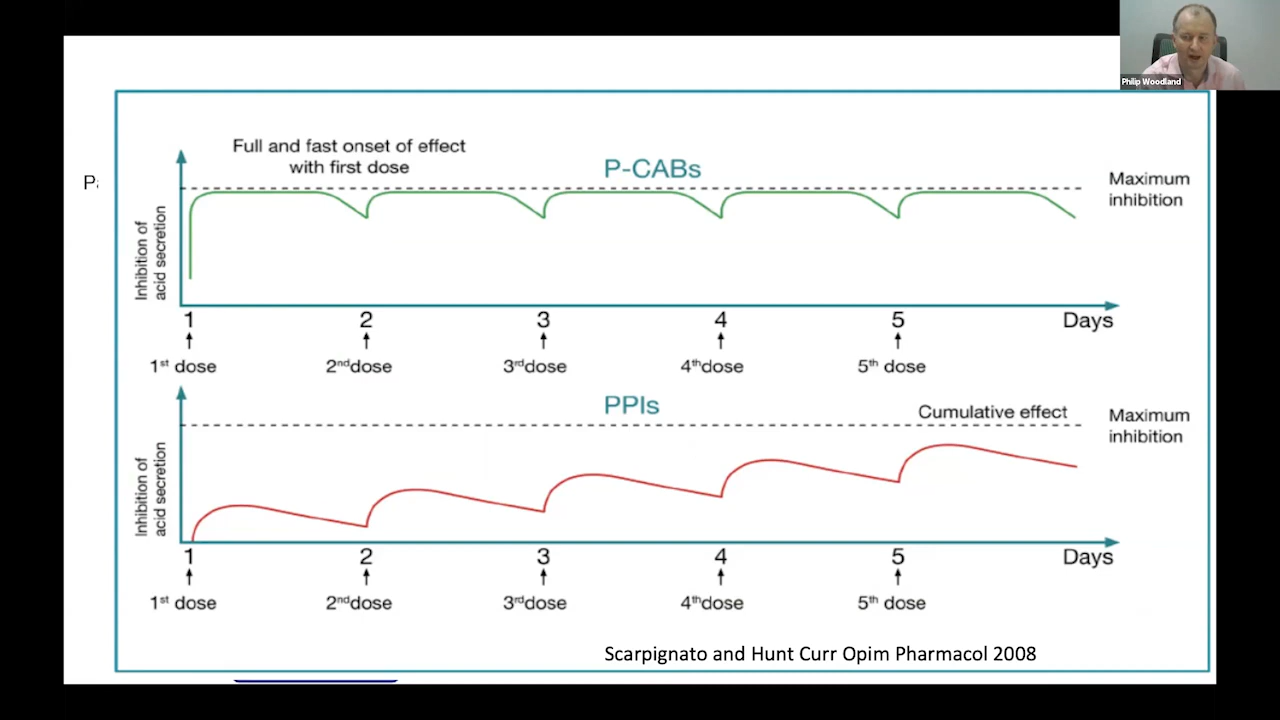 Philip Woodland
Full and fast onset of effect
with first dose
P-CABs
Maximum
inhibition
Inhibition of
acid secretion
1 2 3 4 5 Days
1st dose 2nd dose 3rd dose 4th dose 5th dose
PPIs
Cumulative effect
Maximum
inhibition
Inhibition of
acid secretion
1 2 3 4 5 Days
1st dose 2nd dose 3rd dose 4th dose 5th dose
Scarpignato and Hunt Curr Opim Pharmacol 2008